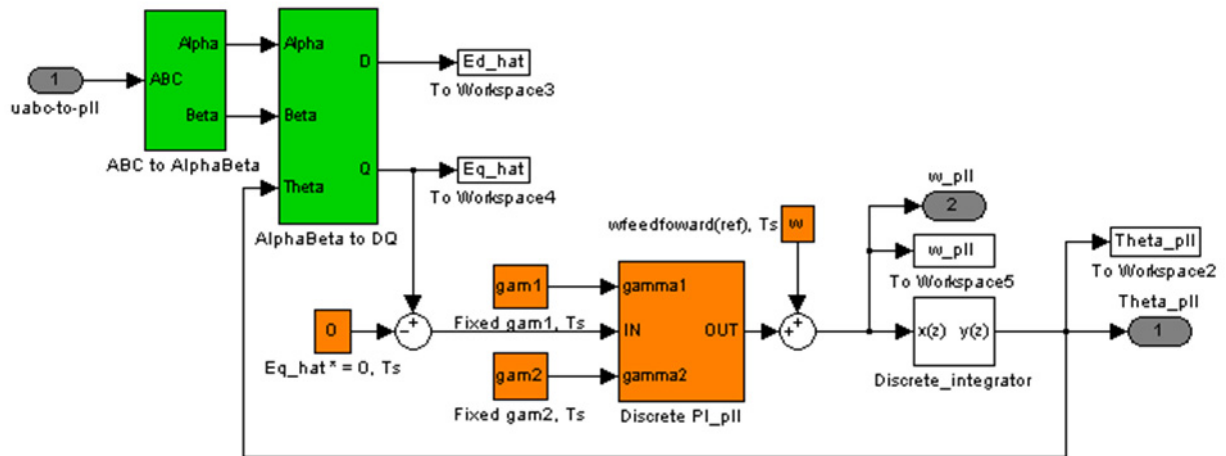 1
uabc-to-pll
Alpha
ABC
Beta
ABC to AlphaBeta
Alpha
D
Beta
Q
Theta
AlphaBeta to DQ
Ed_hat
To Workspace3
Eq_hat
To Workspace4
wfeedfoward(ref), Ts
w
w_pll
2
w_pll
To Workspace5
Theta_pll
To Workspace2
Theta_pll
1
gam1
Fixed gam1, Ts
0
Eq_hat* = 0, Ts
- +
gam2
Fixed gam2, Ts
gamma1
IN
OUT
gamma2
Discrete PI_pll
+ +
x(z) y(z)
Discrete_integrator